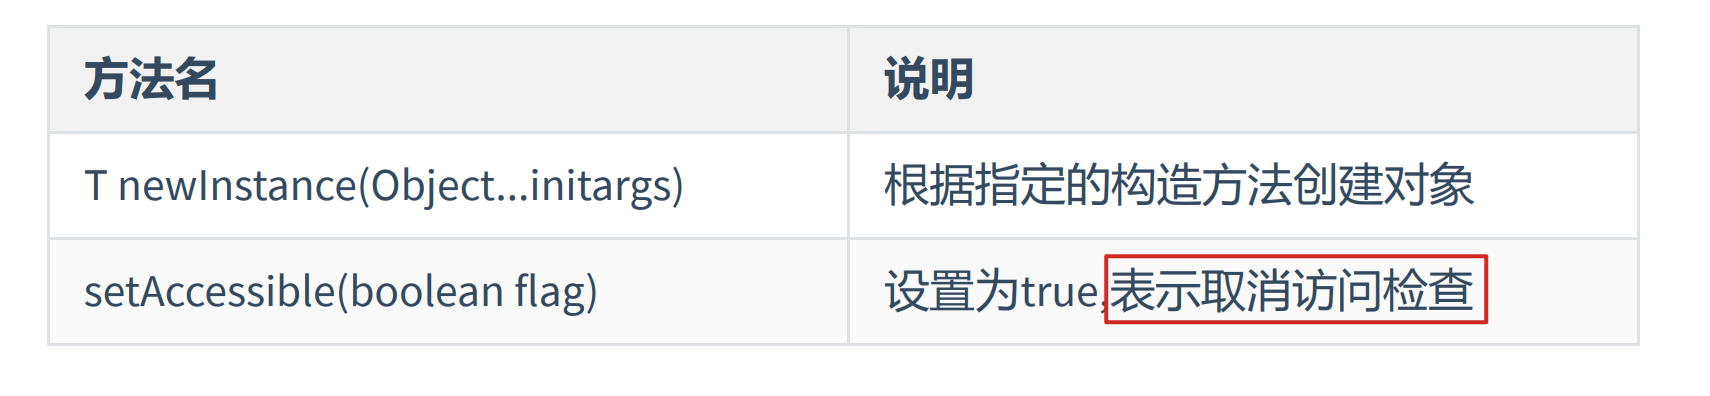 方法名 说明
T newInstance(Object...initargs) 根据指定的构造方法创建对象
setAccessible(boolean flag) 设置为true,表示取消访问检查